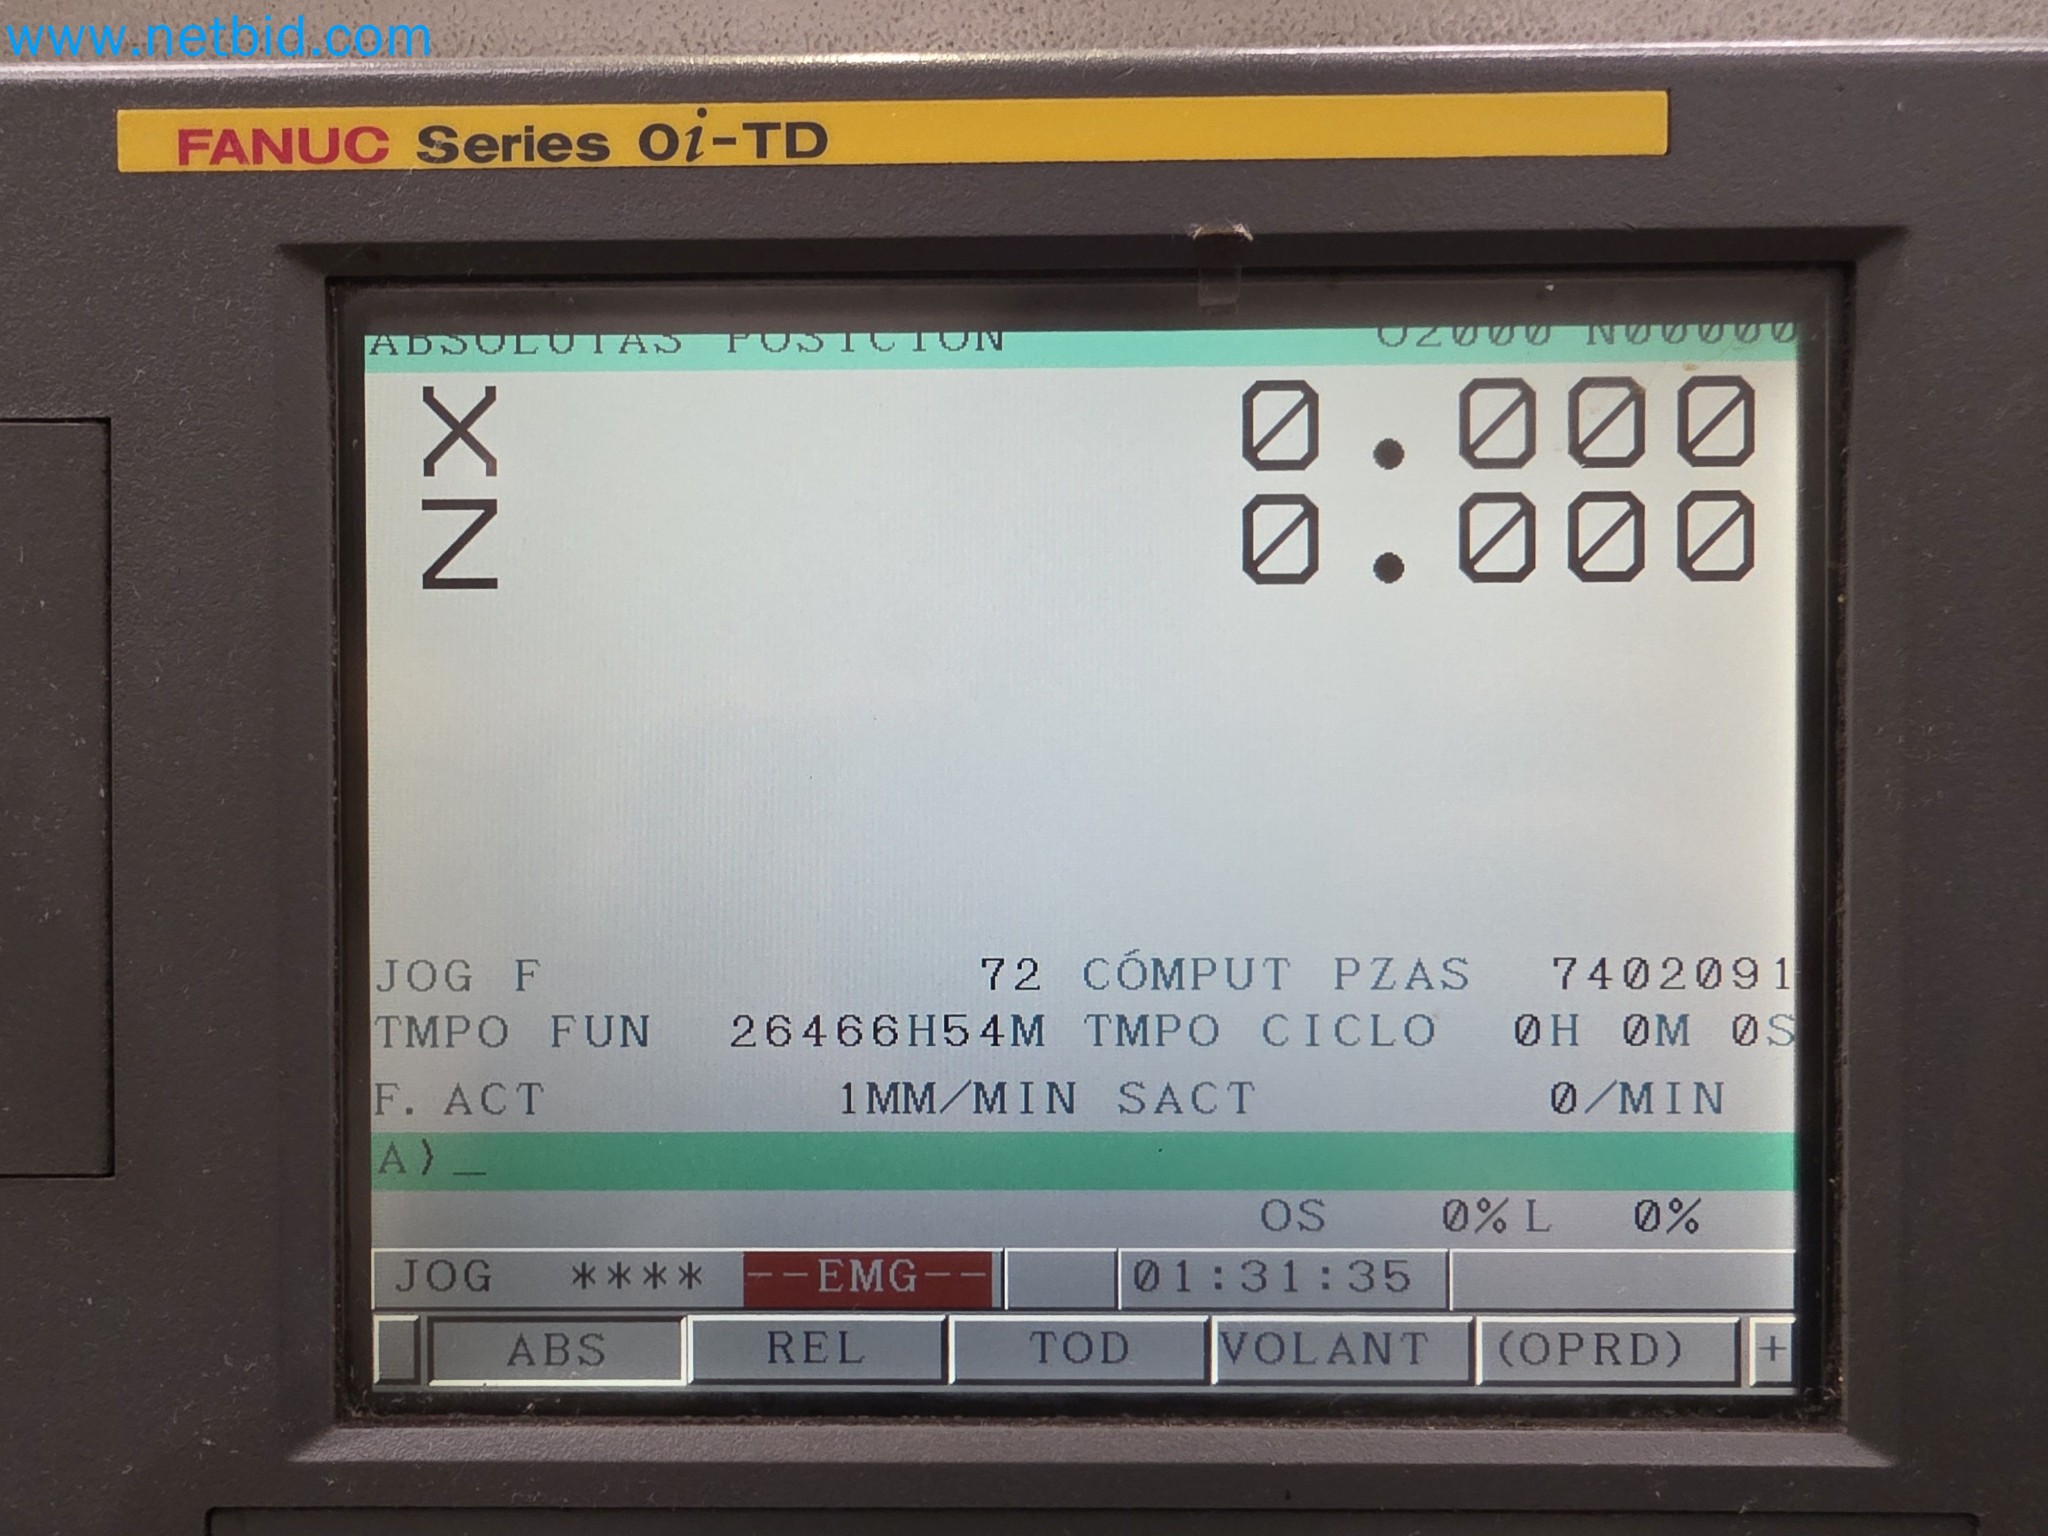 www.netbid.com
FANUC Series 0i-TD
ABSOLUTAS POSICION O2000 N00000
X 0.000
Z 0.000
JOG F 72 CÓMPUT PZAS 7402091
TMPO FUN 26466H54M TMPO CICLO 0H 0M 0S
F. ACT 1MM/MIN SACT 0/MIN
A)_
OS 0% L 0%
JOG **** --EMG-- 01:31:35
ABS REL TOD VOLANT (OPRD) +